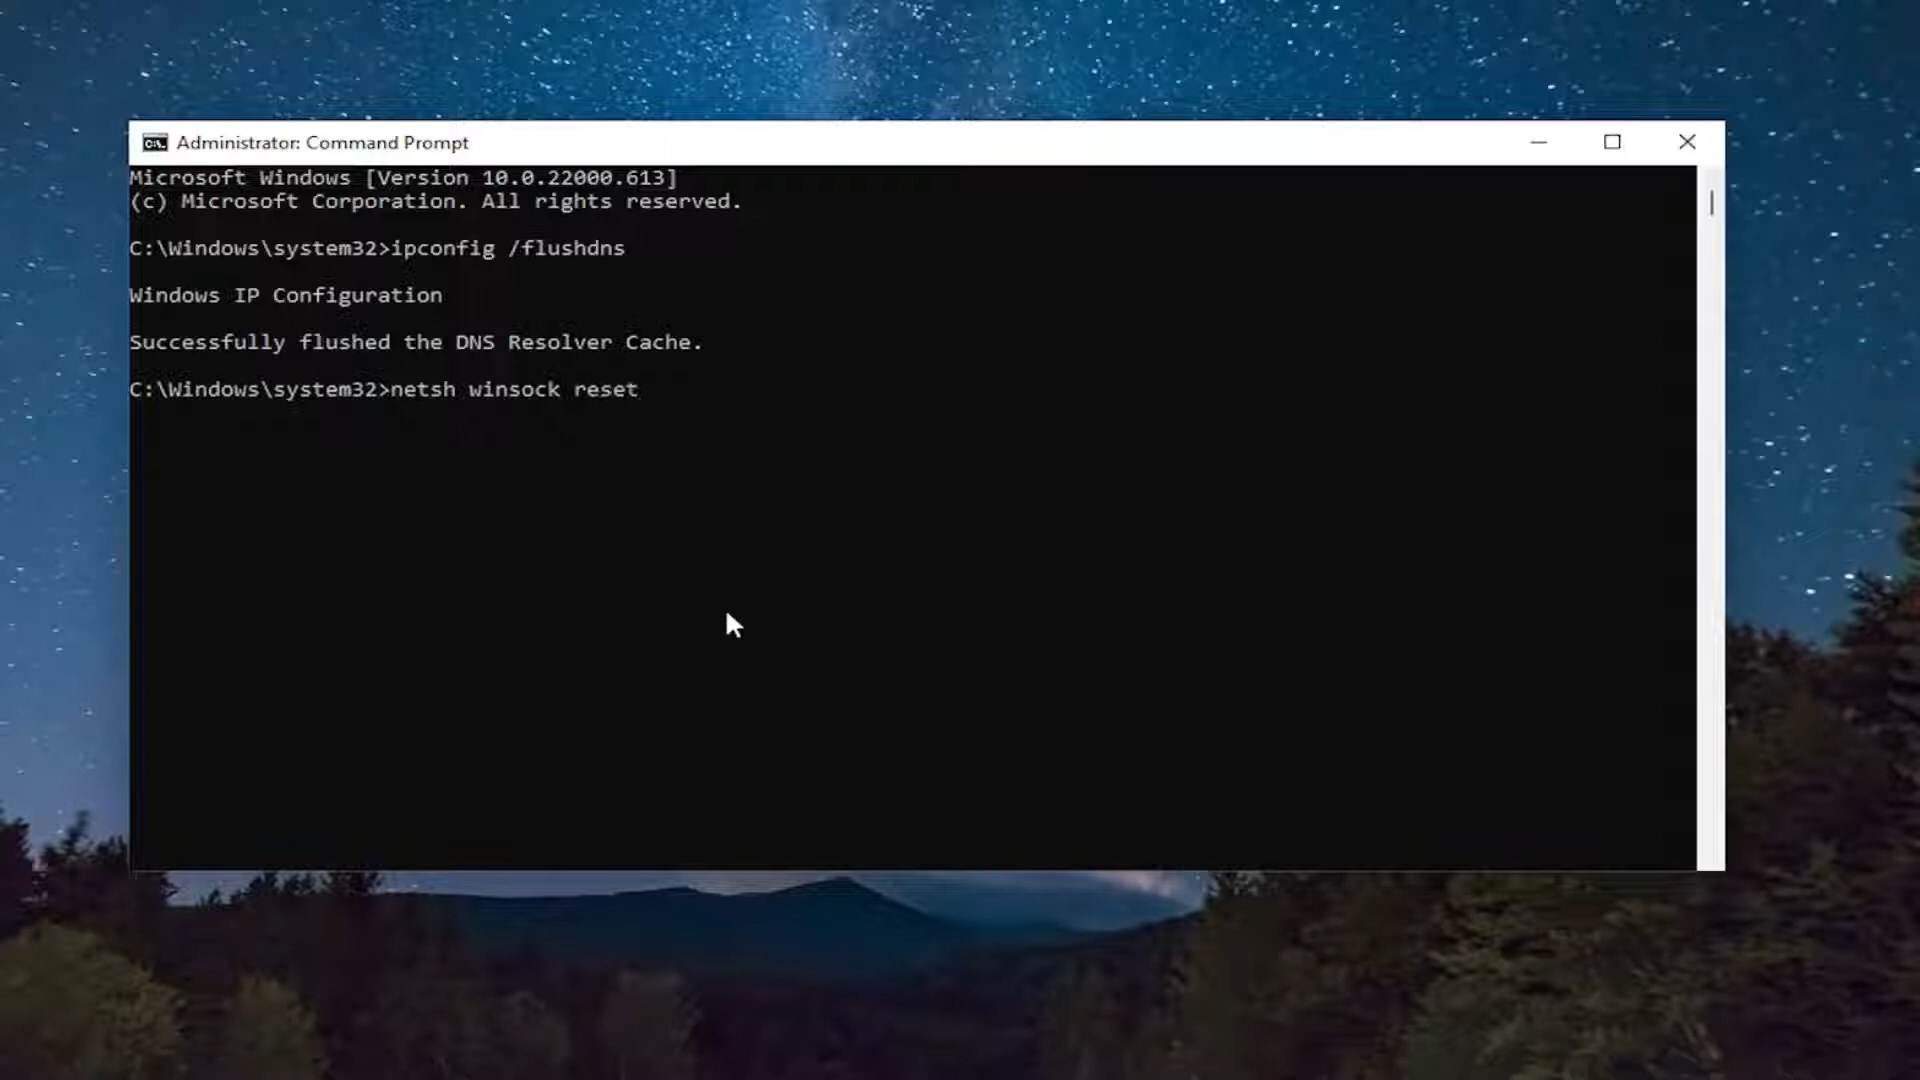 Administrator: Command Prompt
Microsoft Windows [Version 10.0.22000.613]
(c) Microsoft Corporation. All rights reserved.
C:\Windows\system32>ipconfig /flushdns
Windows IP Configuration
Successfully flushed the DNS Resolver Cache.
C:\Windows\system32>netsh winsock reset